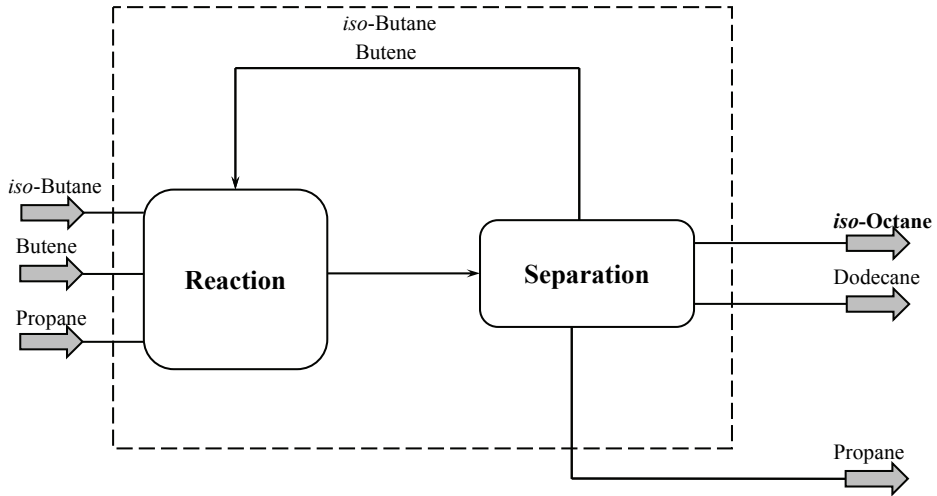 iso-Butane
Butene
iso-Butane
Butene
Propane
Reaction
Separation
iso-Octane
Dodecane
Propane